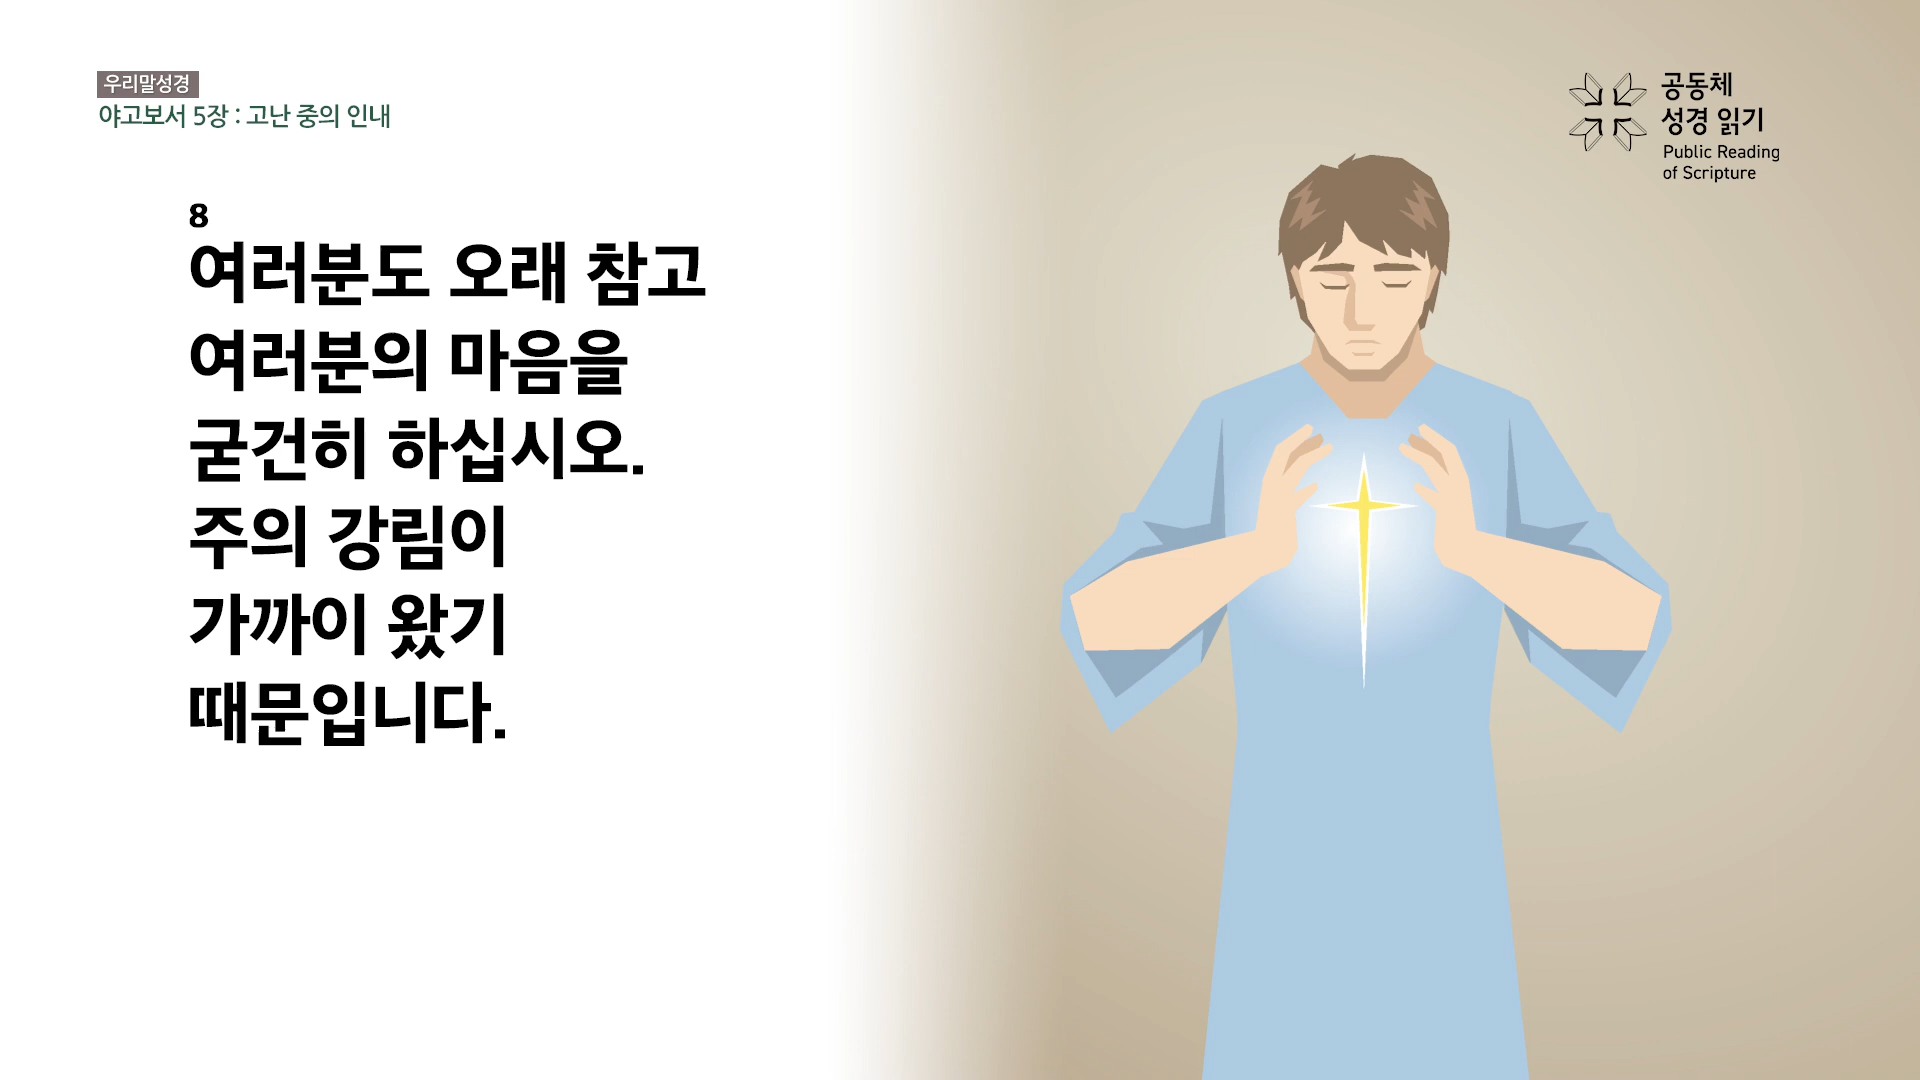 우리말성경
야고보서 5장 : 고난 중의 인내
8
여러분도 오래 참고
여러분의 마음을
굳건히 하십시오.
주의 강림이
가까이 왔기
때문입니다.
공동체
성경 읽기
Public Reading
of Scripture